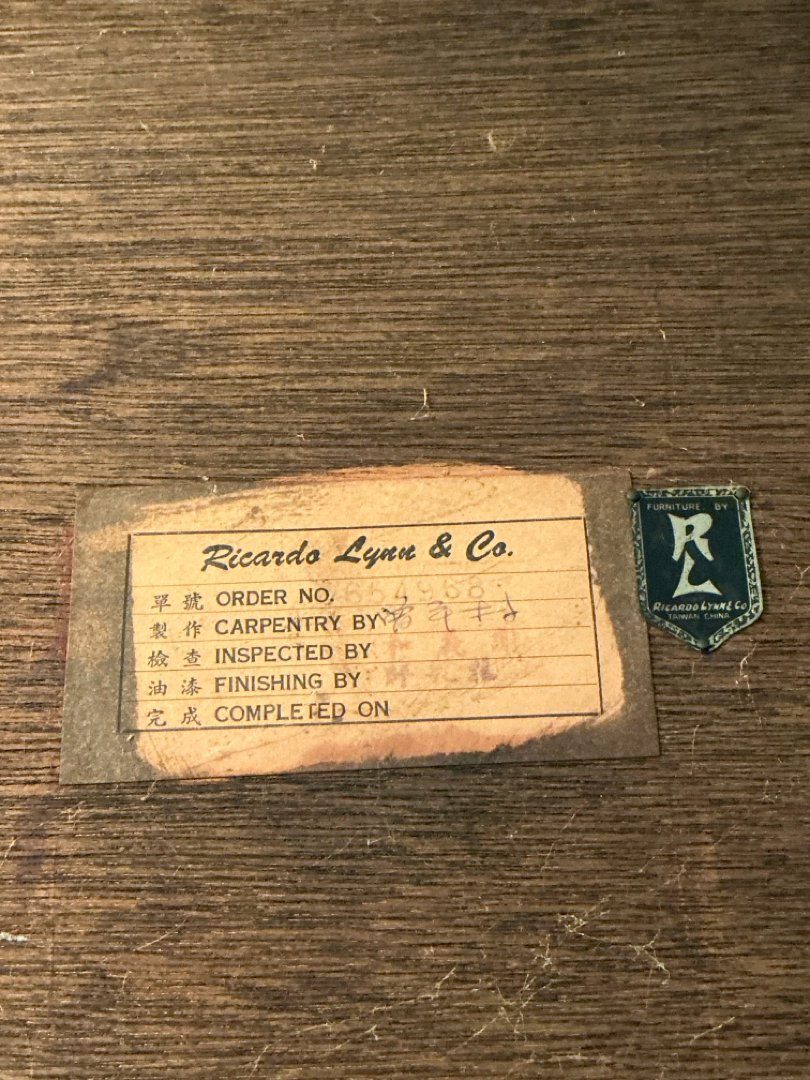 Ricardo Lynn & Co.
單號 ORDER NO.
製作 CARPENTRY BY
檢查 INSPECTED BY
油漆 FINISHING BY
完成 COMPLETED ON
FURNITURE BY
RL
RICARDO LYNN & CO
TAIWAN CHINA